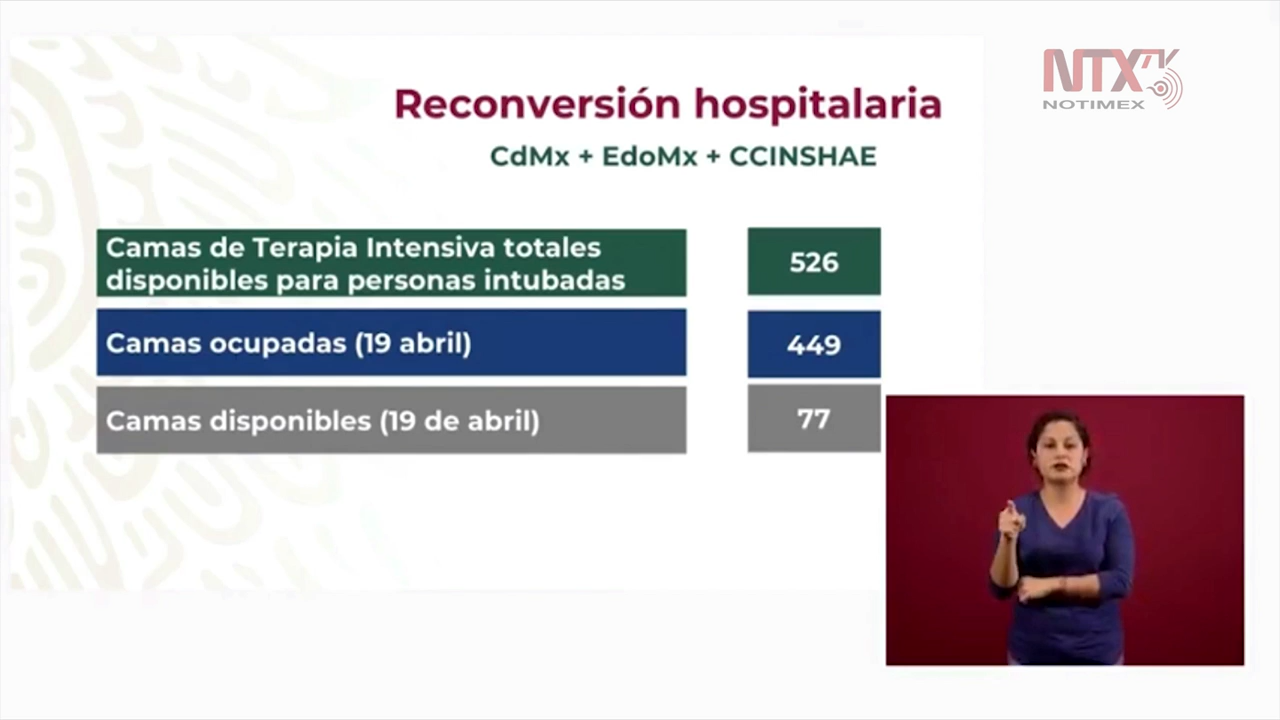 NTX
NOTIMEX
Reconversión hospitalaria
CdMx + EdoMx + CCINSHAE
Camas de Terapia Intensiva totales
disponibles para personas intubadas
526
Camas ocupadas (19 abril)
449
Camas disponibles (19 de abril)
77